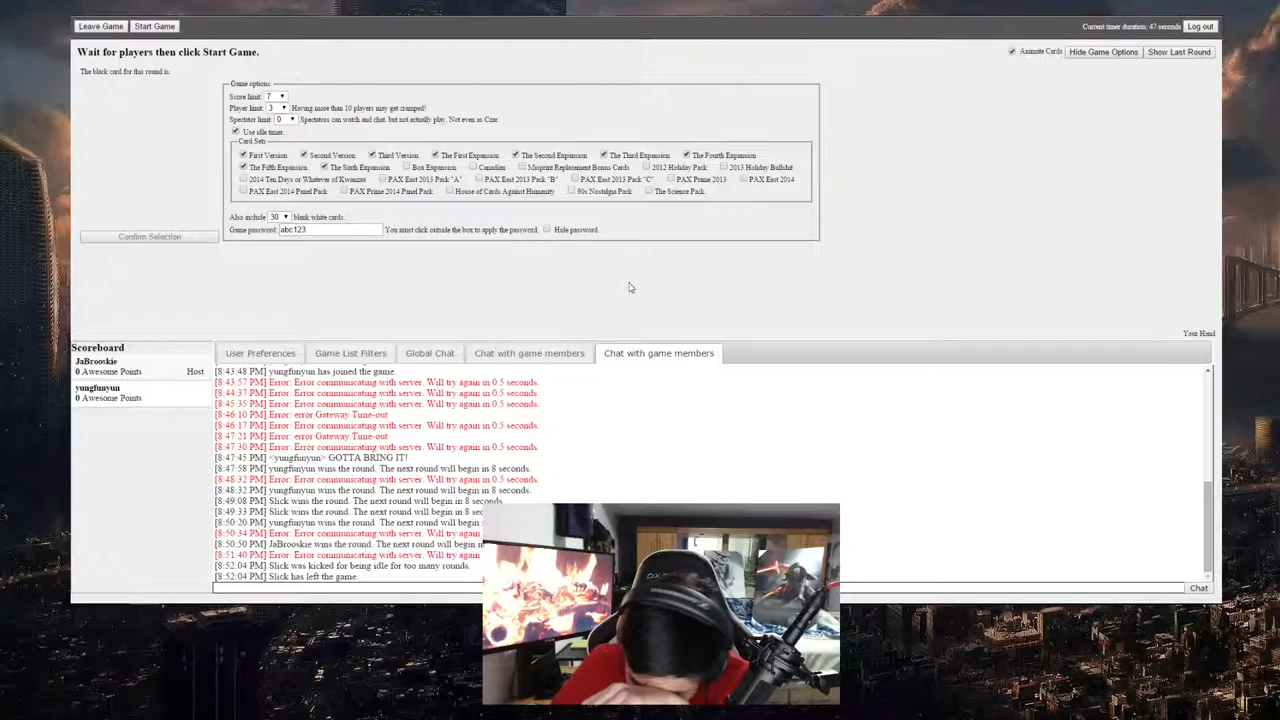 Leave Game Start Game Current timer duration: 47 seconds Log out
Wait for players then click Start Game. Animate Cards Hide Game Options Show Last Round
The black card for this round is:
Game options:
Score limit: 7
Player limit: 3 Having more than 10 players may get cramped!
Spectator limit: 0 Spectators can watch and chat, but not actually play. Not even as Czar.
Use idle timer.
Card Sets
First Version Second Version Third Version The First Expansion The Second Expansion The Third Expansion The Fourth Expansion
The Fifth Expansion The Sixth Expansion Box Expansion Canadian Misprint Replacement Bonus Cards 2012 Holiday Pack 2013 Holiday Bullshit
2014 Ten Days or Whatever of Kwanzaa PAX East 2013 Pack "A" PAX East 2013 Pack "B" PAX East 2013 Pack "C" PAX Prime 2013 PAX East 2014
PAX East 2014 Panel Pack PAX Prime 2014 Panel Pack House of Cards Against Humanity 90s Nostalgia Pack The Science Pack
Also include 30 blank white cards.
Game password: abc123 You must click outside the box to apply the password. Hide password.
Confirm Selection
Your Hand
Scoreboard
JaBrooskie
0 Awesome Points Host
yungfunyun
0 Awesome Points
User Preferences Game List Filters Global Chat Chat with game members Chat with game members
[8:43:48 PM] yungfunyun has joined the game.
[8:43:57 PM] Error: Error communicating with server. Will try again in 0.5 seconds.
[8:44:37 PM] Error: Error communicating with server. Will try again in 0.5 seconds.
[8:45:35 PM] Error: Error communicating with server. Will try again in 0.5 seconds.
[8:46:10 PM] Error: error Gateway Time-out
[8:46:17 PM] Error: Error communicating with server. Will try again in 0.5 seconds.
[8:47:21 PM] Error: error Gateway Time-out
[8:47:30 PM] Error: Error communicating with server. Will try again in 0.5 seconds.
[8:47:45 PM] <yungfunyun> GOTTA BRING IT!
[8:47:58 PM] yungfunyun wins the round. The next round will begin in 8 seconds.
[8:48:32 PM] Error: Error communicating with server. Will try again in 0.5 seconds.
[8:48:32 PM] yungfunyun wins the round. The next round will begin in 8 seconds.
[8:49:08 PM] Slick wins the round. The next round will begin in 8 seconds.
[8:49:33 PM] Slick wins the round. The next round will begin in 8 sec
[8:50:20 PM] yungfunyun wins the round. The next round will begin
[8:50:34 PM] Error: Error communicating with server. Will try again
[8:50:50 PM] JaBrooskie wins the round. The next round will begin
[8:51:40 PM] Error: Error communicating with server. Will try again
[8:52:04 PM] Slick was kicked for being idle for too many rounds.
[8:52:04 PM] Slick has left the game.
Chat